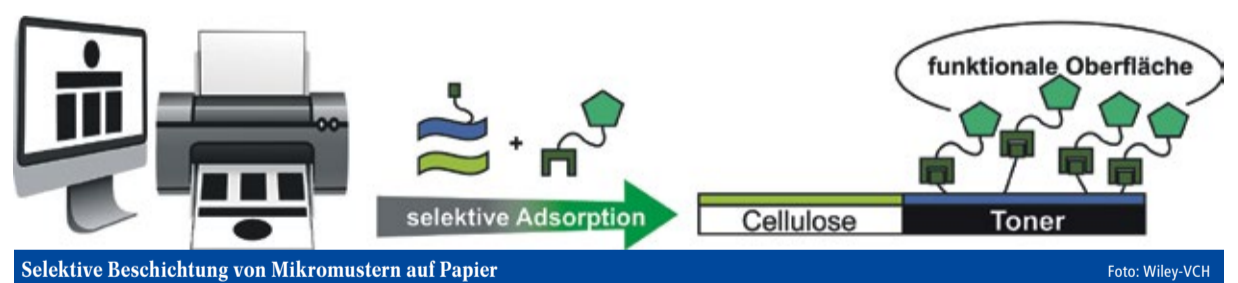 funktionale Oberfläche
+
selektive Adsorption
Cellulose
Toner
Selektive Beschichtung von Mikromustern auf Papier
Foto: Wiley-VCH